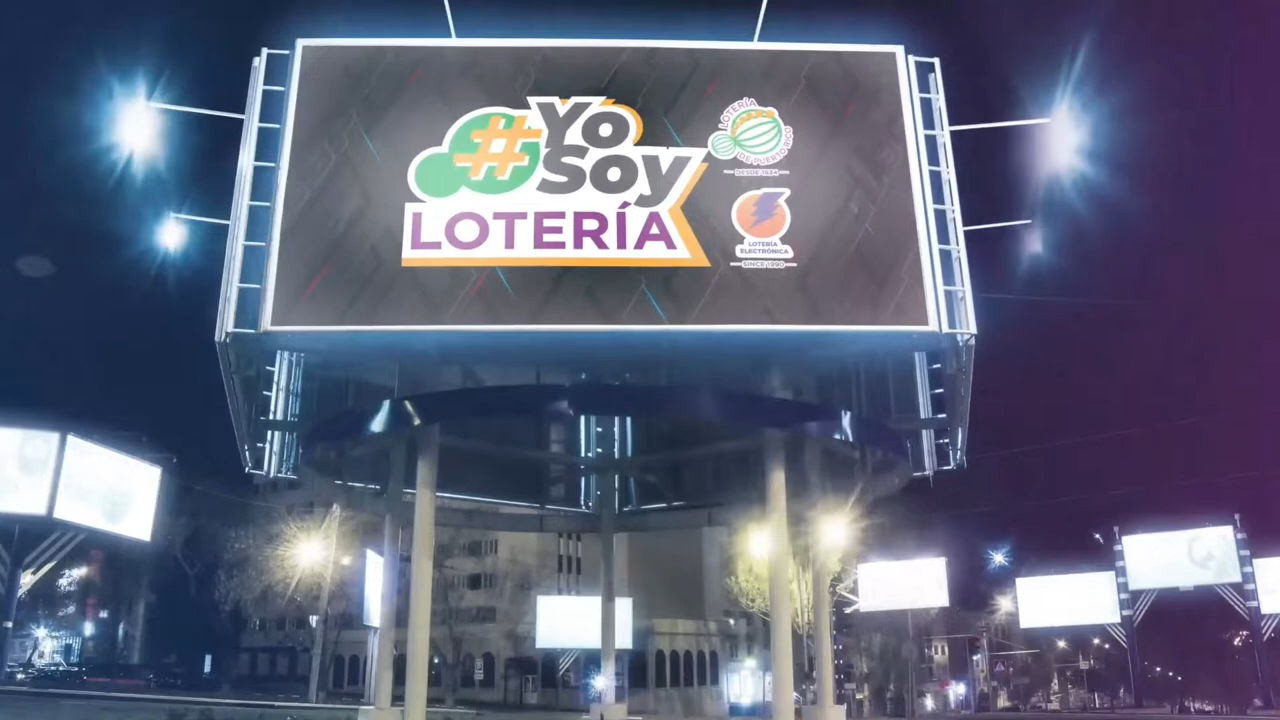 #Yo
Soy
LOTERÍA
LOTERÍA
DE PUERTO RICO
DESDE 1934
LOTERÍA
ELECTRÓNICA
SINCE 1990